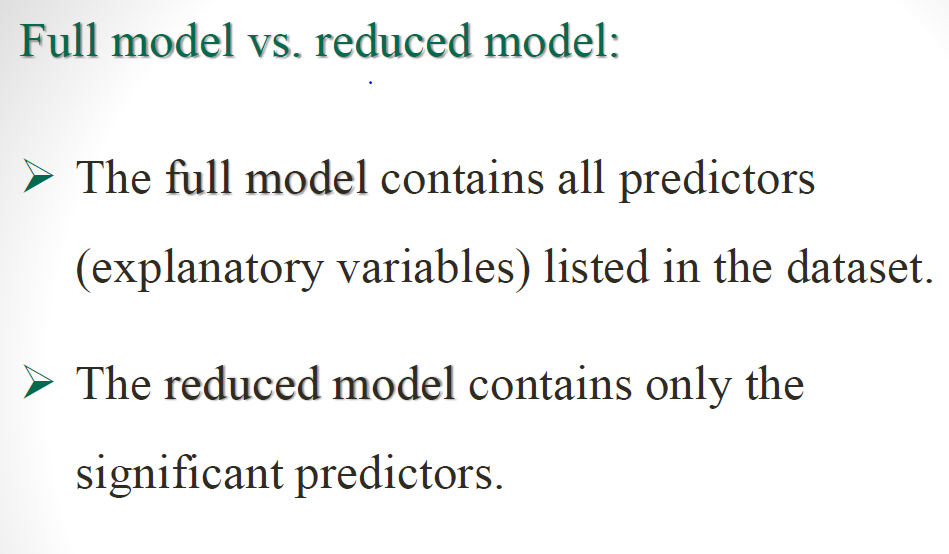 Full model vs. reduced model:
The full model contains all predictors
(explanatory variables) listed in the dataset.
The reduced model contains only the
significant predictors.